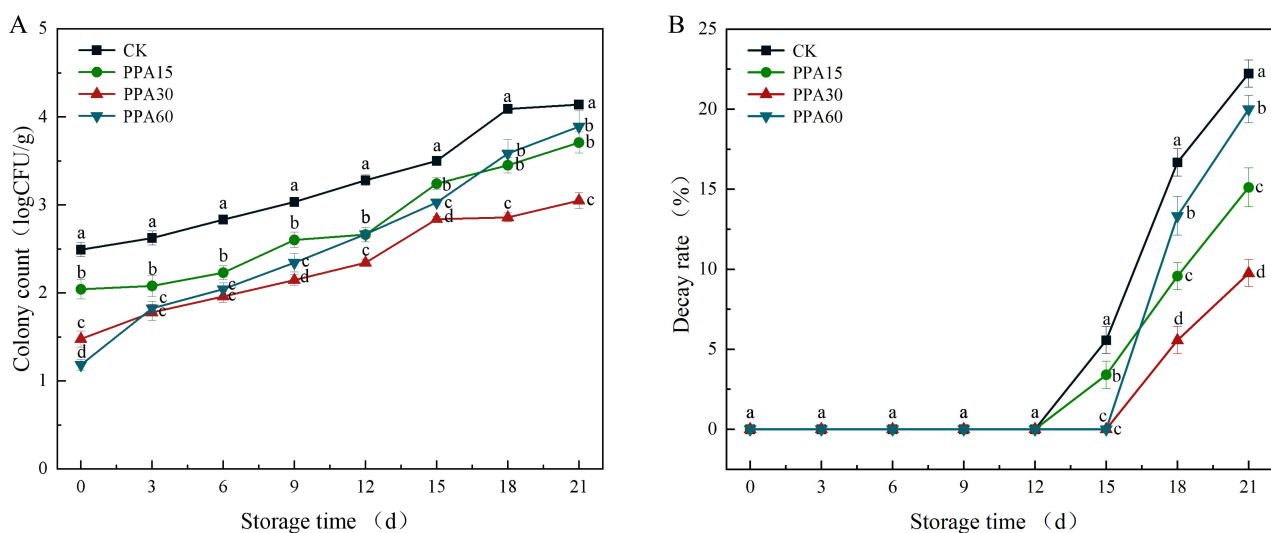 A
CK
PPA15
PPA30
PPA60
Colony count（logCFU/g）
5
4
3
2
1
0
a a a a a a a a
b b b b b b b b
c c c c c c b b
d c c d c d c c
0 3 6 9 12 15 18 21
Storage time （d）
B
CK
PPA15
PPA30
PPA60
Decay rate （%）
25
20
15
10
5
0
a a a a a a a a
b b b
c c c
c d d
0 3 6 9 12 15 18 21
Storage time （d）